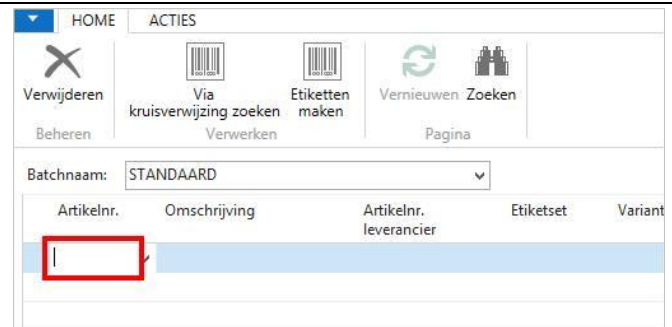 HOME ACTIES
Verwijderen
Via kruisverwijzing zoeken
Etiketten maken
Vernieuwen Zoeken
Beheren Verwerken Pagina
Batchnaam: STANDAARD
Artikelnr. Omschrijving Artikelnr. leverancier Etiketset Variant